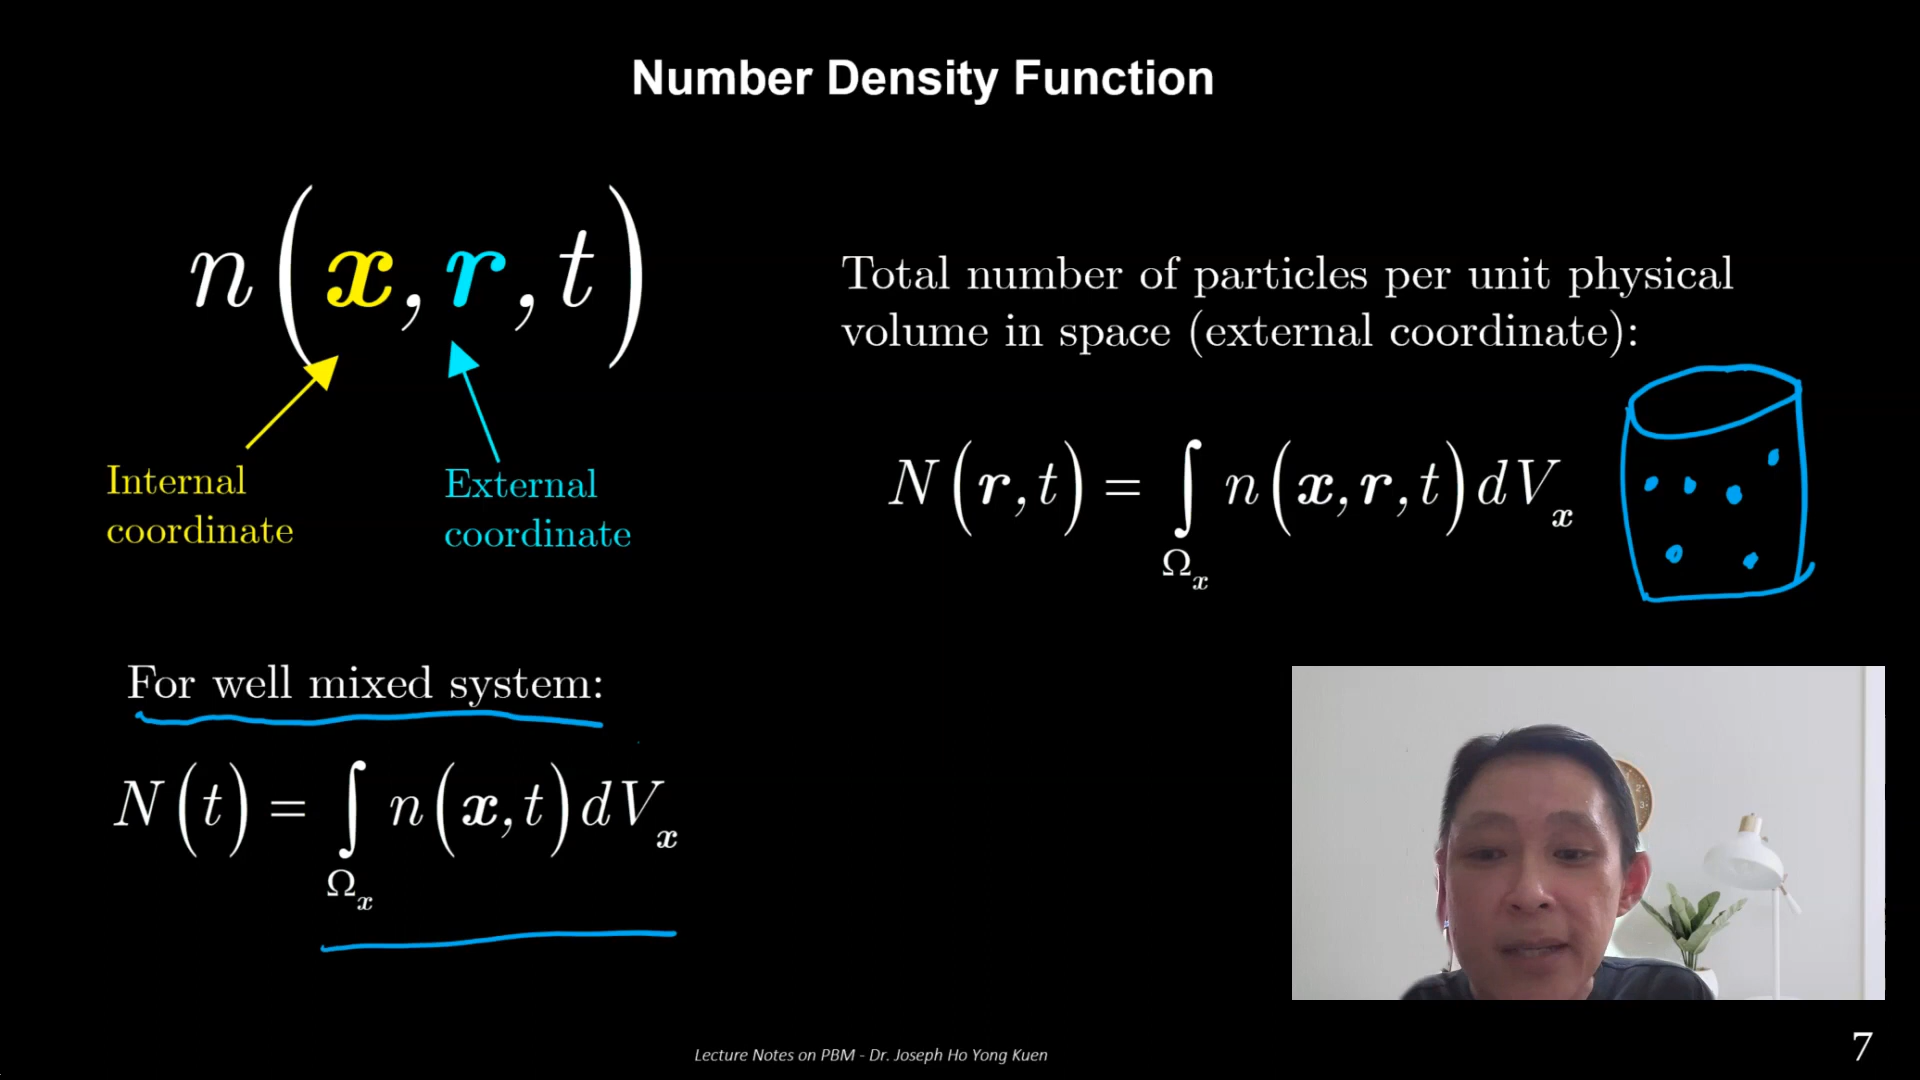 Number Density Function
n(x, r, t)
Internal
coordinate
External
coordinate
Total number of particles per unit physical
volume in space (external coordinate):
N(r, t) = ∫_{Ω_x} n(x, r, t) dV_x
For well mixed system:
N(t) = ∫_{Ω_x} n(x, t) dV_x
Lecture Notes on PBM - Dr. Joseph Ho Yong Kuen
7